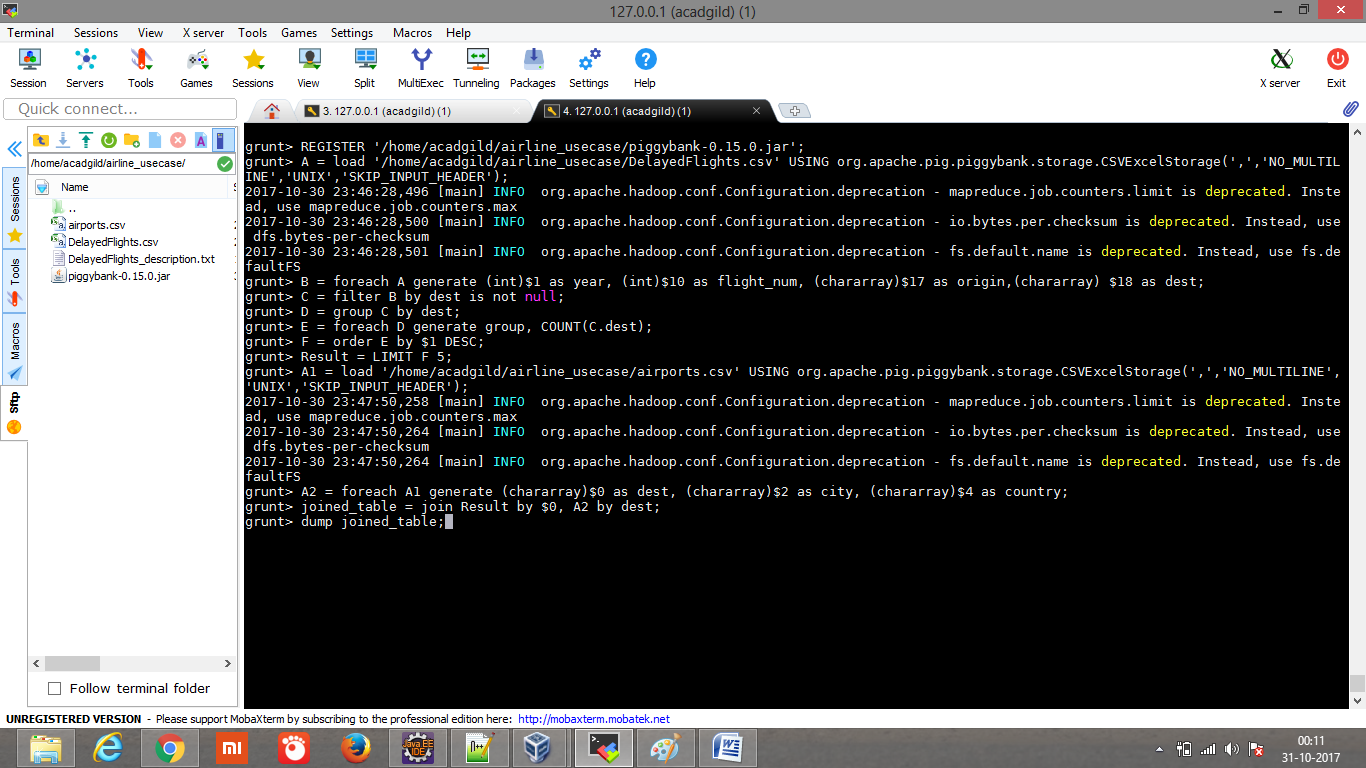 127.0.0.1 (acadgild) (1)
Terminal Sessions View X server Tools Games Settings Macros Help
Session Servers Tools Games Sessions View Split MultiExec Tunneling Packages Settings Help X server Exit
Quick connect...
3. 127.0.0.1 (acadgild) (1)
4. 127.0.0.1 (acadgild) (1)
/home/acadgild/airline_usecase/
Name
..
airports.csv
DelayedFlights.csv
DelayedFlights_description.txt
piggybank-0.15.0.jar
Sessions
Tools
Macros
Sftp
Follow terminal folder
grunt> REGISTER '/home/acadgild/airline_usecase/piggybank-0.15.0.jar';
grunt> A = load '/home/acadgild/airline_usecase/DelayedFlights.csv' USING org.apache.pig.piggybank.storage.CSVExcelStorage(',','NO_MULTIL
INE','UNIX','SKIP_INPUT_HEADER');
2017-10-30 23:46:28,496 [main] INFO  org.apache.hadoop.conf.Configuration.deprecation - mapreduce.job.counters.limit is deprecated. Inste
ad, use mapreduce.job.counters.max
2017-10-30 23:46:28,500 [main] INFO  org.apache.hadoop.conf.Configuration.deprecation - io.bytes.per.checksum is deprecated. Instead, use
 dfs.bytes-per-checksum
2017-10-30 23:46:28,501 [main] INFO  org.apache.hadoop.conf.Configuration.deprecation - fs.default.name is deprecated. Instead, use fs.de
faultFS
grunt> B = foreach A generate (int)$1 as year, (int)$10 as flight_num, (chararray)$17 as origin,(chararray) $18 as dest;
grunt> C = filter B by dest is not null;
grunt> D = group C by dest;
grunt> E = foreach D generate group, COUNT(C.dest);
grunt> F = order E by $1 DESC;
grunt> Result = LIMIT F 5;
grunt> A1 = load '/home/acadgild/airline_usecase/airports.csv' USING org.apache.pig.piggybank.storage.CSVExcelStorage(',','NO_MULTILINE',
'UNIX','SKIP_INPUT_HEADER');
2017-10-30 23:47:50,258 [main] INFO  org.apache.hadoop.conf.Configuration.deprecation - mapreduce.job.counters.limit is deprecated. Inste
ad, use mapreduce.job.counters.max
2017-10-30 23:47:50,264 [main] INFO  org.apache.hadoop.conf.Configuration.deprecation - io.bytes.per.checksum is deprecated. Instead, use
 dfs.bytes-per-checksum
2017-10-30 23:47:50,264 [main] INFO  org.apache.hadoop.conf.Configuration.deprecation - fs.default.name is deprecated. Instead, use fs.de
faultFS
grunt> A2 = foreach A1 generate (chararray)$0 as dest, (chararray)$2 as city, (chararray)$4 as country;
grunt> joined_table = join Result by $0, A2 by dest;
grunt> dump joined_table;
UNREGISTERED VERSION - Please support MobaXterm by subscribing to the professional edition here: http://mobaxterm.mobatek.net
00:11
31-10-2017